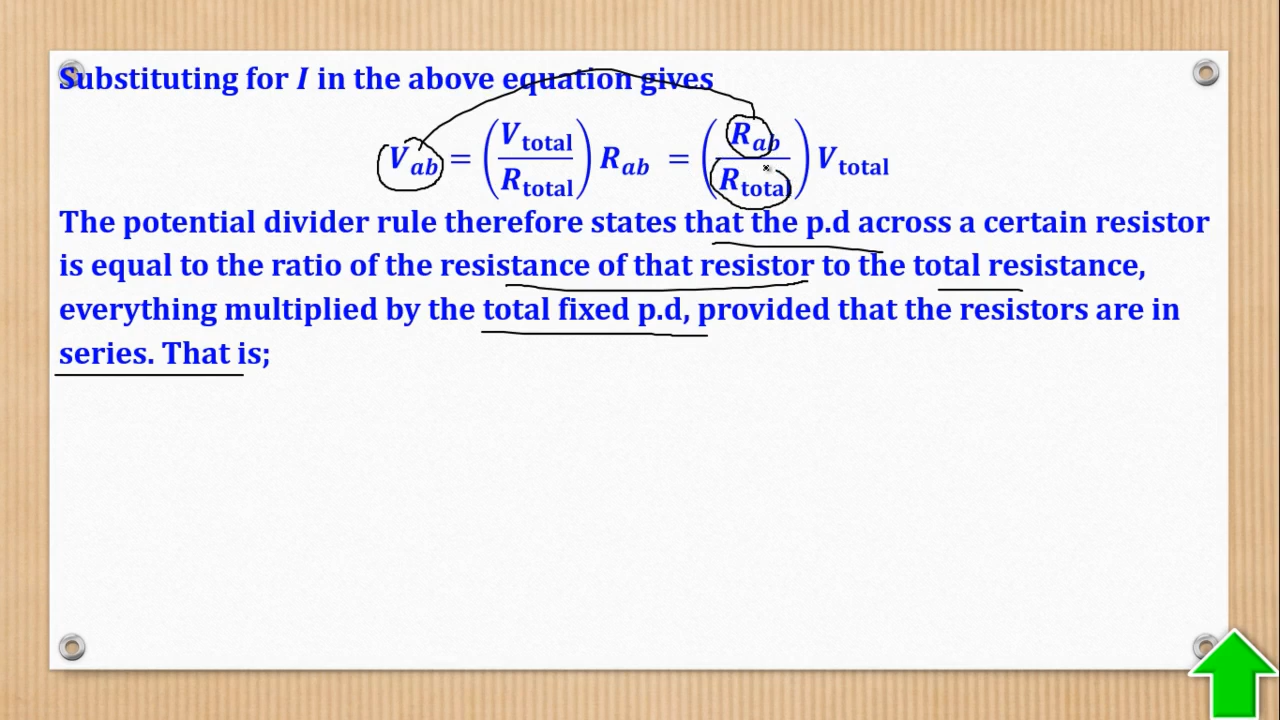 Substituting for I in the above equation gives
V_ab = (V_total / R_total) R_ab = (R_ab / R_total) V_total
The potential divider rule therefore states that the p.d across a certain resistor
is equal to the ratio of the resistance of that resistor to the total resistance,
everything multiplied by the total fixed p.d, provided that the resistors are in
series. That is;